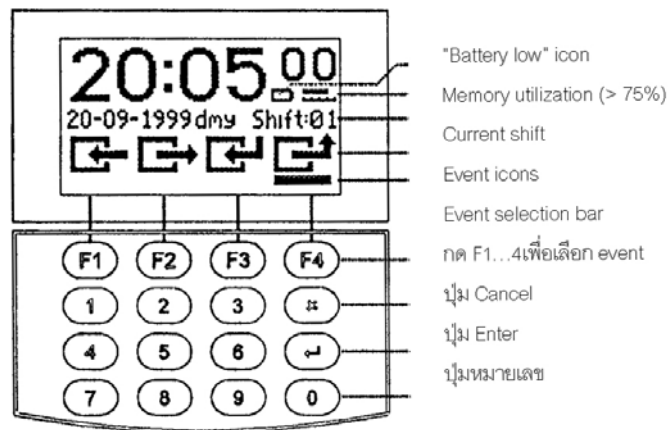 20:05 00
20-09-1999 dmy Shift:01
F1 F2 F3 F4
1 2 3
4 5 6
7 8 9 0
"Battery low" icon
Memory utilization (> 75%)
Current shift
Event icons
Event selection bar
กด F1...4เพื่อเลือก event
ปุ่ม Cancel
ปุ่ม Enter
ปุ่มหมายเลข